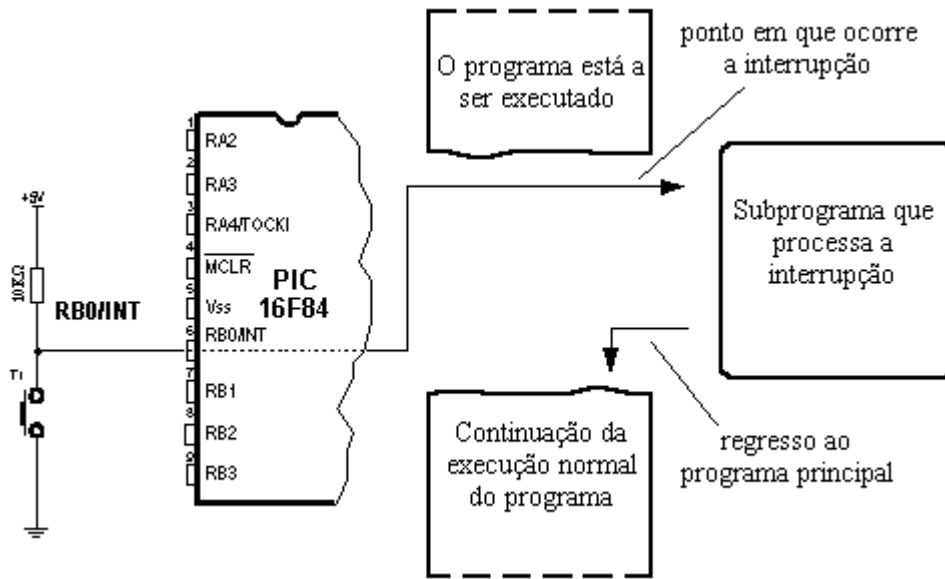 O programa está a
ser executado
ponto em que ocorre
a interrupção
Subprograma que
processa a
interrupção
Continuação da
execução normal
do programa
regresso ao
programa principal
+5V
10KΩ
RB0/INT
T1
PIC
16F84
1
RA2
2
RA3
3
RA4/TOCKI
4
MCLR
5
Vss
6
RB0/INT
7
RB1
8
RB2
9
RB3